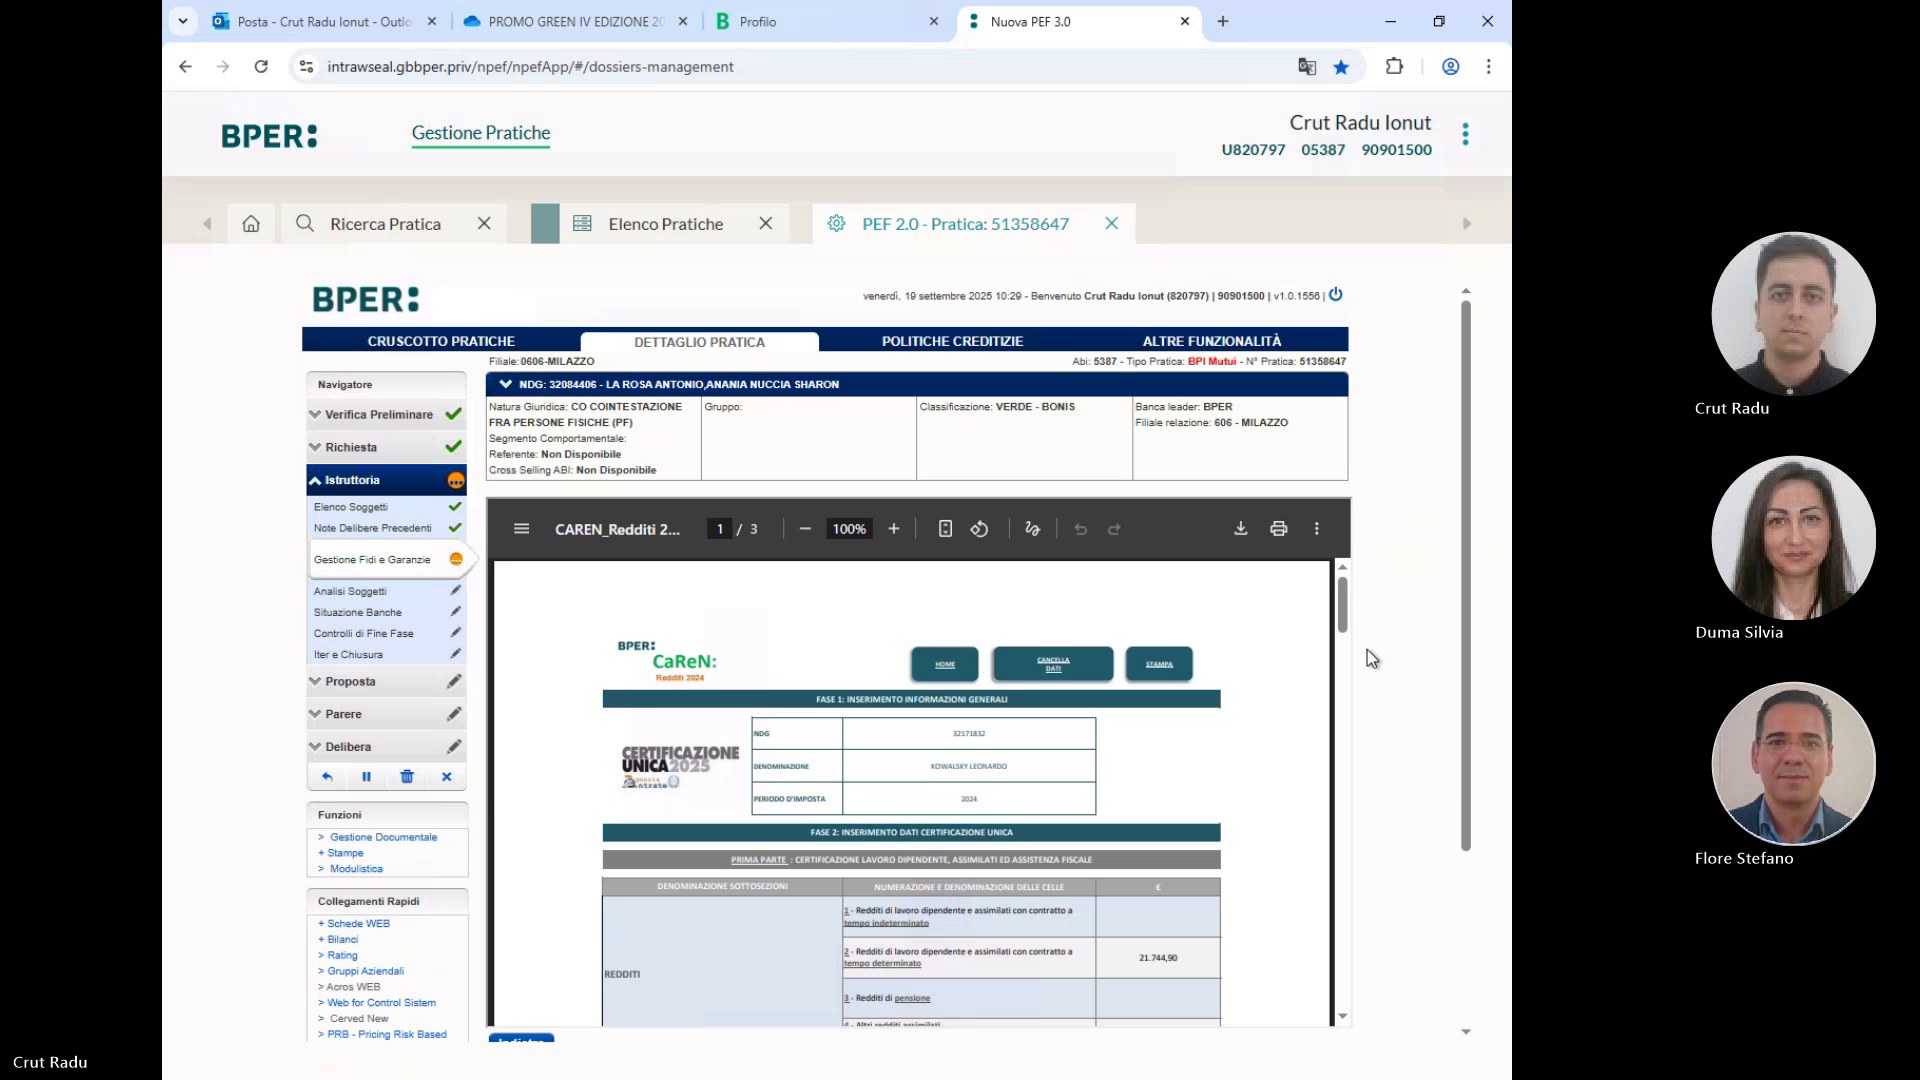 Posta - Crut Radu Ionut - Outlo
PROMO GREEN IV EDIZIONE 20
Profilo
Nuova PEF 3.0
intrawseal.gbbper.priv/npef/npefApp/#/dossiers-management
BPER:
Gestione Pratiche
Crut Radu Ionut
U820797 05387 90901500
Ricerca Pratica
Elenco Pratiche
PEF 2.0 - Pratica: 51358647
BPER:
venerdì, 19 settembre 2025 10:29 - Benvenuto Crut Radu Ionut (820797) | 90901500 | v1.0.1556 |
CRUSCOTTO PRATICHE
DETTAGLIO PRATICA
POLITICHE CREDITIZIE
ALTRE FUNZIONALITÀ
Filiale: 0606-MILAZZO
Abi: 5387 - Tipo Pratica: BPI Mutui - N° Pratica: 51358647
NDG: 32084406 - LA ROSA ANTONIO,ANANIA NUCCIA SHARON
Natura Giuridica: CO COINTESTAZIONE
FRA PERSONE FISICHE (PF)
Segmento Comportamentale:
Referente: Non Disponibile
Cross Selling ABI: Non Disponibile
Gruppo:
Classificazione: VERDE - BONIS
Banca leader: BPER
Filiale relazione: 606 - MILAZZO
Navigatore
Verifica Preliminare
Richiesta
Istruttoria
Elenco Soggetti
Note Delibere Precedenti
Gestione Fidi e Garanzie
Analisi Soggetti
Situazione Banche
Controlli di Fine Fase
Iter e Chiusura
Proposta
Parere
Delibera
Funzioni
> Gestione Documentale
+ Stampe
> Modulistica
Collegamenti Rapidi
+ Schede WEB
+ Bilanci
> Rating
> Gruppi Aziendali
> Acros WEB
> Web for Control Sistem
> Cerved New
> PRB - Pricing Risk Based
CAREN_Redditi 2...
1 / 3
100%
BPER:
CaReN:
Redditi 2024
HOME
CANCELLA
DATI
STAMPA
FASE 1: INSERIMENTO INFORMAZIONI GENERALI
CERTIFICAZIONE
UNICA2025
genzia
ntrate
NDG
32171832
DENOMINAZIONE
KOWALSKY LEONARDO
PERIODO D'IMPOSTA
2024
FASE 2: INSERIMENTO DATI CERTIFICAZIONE UNICA
PRIMA PARTE : CERTIFICAZIONE LAVORO DIPENDENTE, ASSIMILATI ED ASSISTENZA FISCALE
DENOMINAZIONE SOTTOSEZIONI
NUMERAZIONE E DENOMINAZIONE DELLE CELLE
€
REDDITI
1 - Redditi di lavoro dipendente e assimilati con contratto a
tempo indeterminato
2 - Redditi di lavoro dipendente e assimilati con contratto a
tempo determinato
21.744,90
3 - Redditi di pensione
4 - Altri redditi assimilati
Indietro
Crut Radu
Duma Silvia
Flore Stefano
Crut Radu